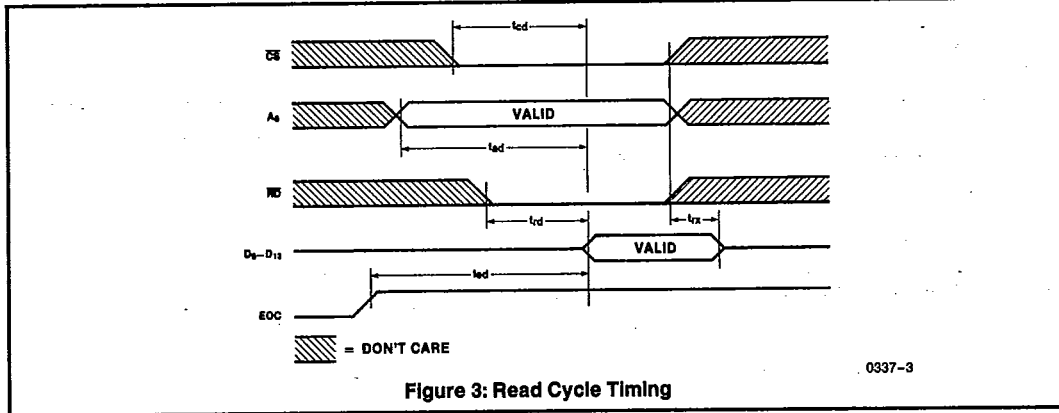 tcd
CS
A0
VALID
tad
RD
trd
trx
D0–D13
VALID
ted
EOC
= DON'T CARE
0337–3
Figure 3: Read Cycle Timing